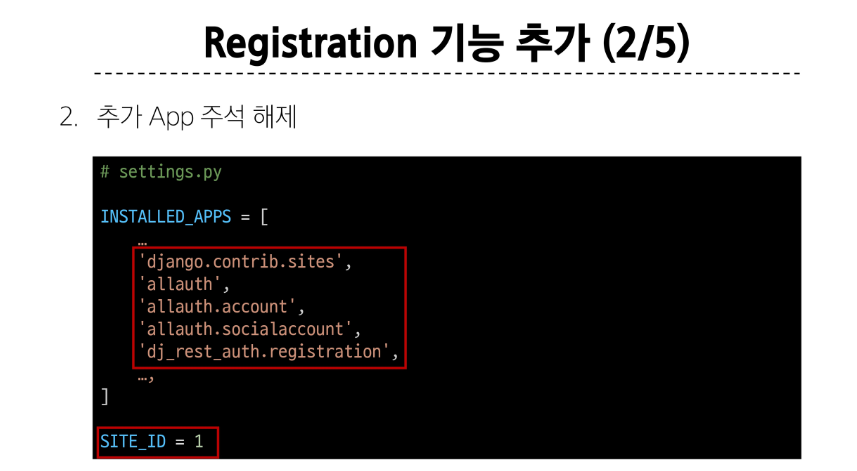 Registration 기능 추가 (2/5)
2. 추가 App 주석 해제
# settings.py
INSTALLED_APPS = [
…
'django.contrib.sites',
'allauth',
'allauth.account',
'allauth.socialaccount',
'dj_rest_auth.registration',
…,
]
SITE_ID = 1